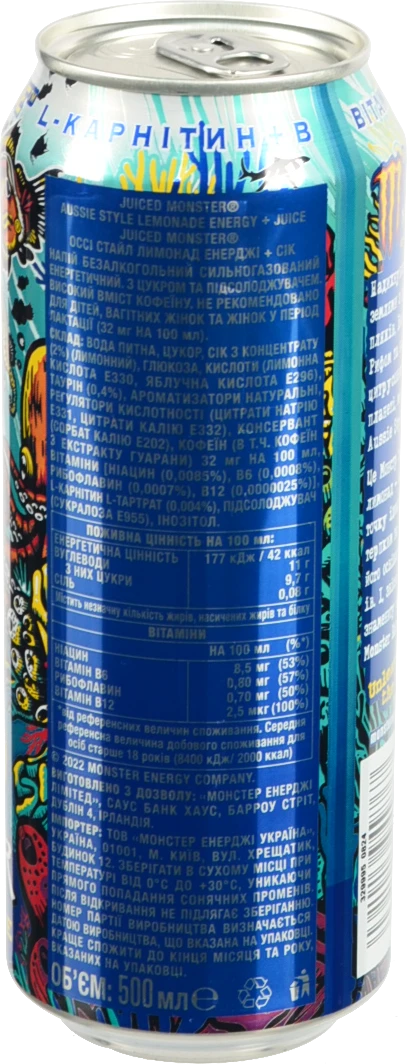 L-КАРНІТИН + В
ВІТА
JUICED MONSTER®
AUSSIE STYLE LEMONADE ENERGY + JUICE
JUICED MONSTER®
ОССІ СТАЙЛ ЛИМОНАД ЕНЕРДЖІ + СІК
НАПІЙ БЕЗАЛКОГОЛЬНИЙ СИЛЬНОГАЗОВАНИЙ
ЕНЕРГЕТИЧНИЙ. З ЦУКРОМ ТА ПІДСОЛОДЖУВАЧЕМ.
ВИСОКИЙ ВМІСТ КОФЕЇНУ. НЕ РЕКОМЕНДОВАНО
ДЛЯ ДІТЕЙ, ВАГІТНИХ ЖІНОК ТА ЖІНОК У ПЕРІОД
ЛАКТАЦІЇ (32 МГ НА 100 МЛ).
СКЛАД: ВОДА ПИТНА, ЦУКОР, СІК З КОНЦЕНТРАТУ
(2%) (ЛИМОННИЙ), ГЛЮКОЗА, КИСЛОТИ (ЛИМОННА
КИСЛОТА Е330, ЯБЛУЧНА КИСЛОТА Е296),
ТАУРІН (0,4%), АРОМАТИЗАТОРИ НАТУРАЛЬНІ,
РЕГУЛЯТОРИ КИСЛОТНОСТІ (ЦИТРАТИ НАТРІЮ
Е331, ЦИТРАТИ КАЛІЮ Е332), КОНСЕРВАНТ
(СОРБАТ КАЛІЮ Е202), КОФЕЇН (В Т.Ч. КОФЕЇН
З ЕКСТРАКТУ ГУАРАНИ) 32 МГ НА 100 МЛ,
ВІТАМІНИ [НІАЦИН (0,0085%), В6 (0,0008%),
РИБОФЛАВИН (0,0007%), В12 (0,0000025%)],
L-КАРНІТИН L-ТАРТРАТ (0,004%), ПІДСОЛОДЖУВАЧ
(СУКРАЛОЗА Е955), ІНОЗИТОЛ.
ПОЖИВНА ЦІННІСТЬ НА 100 МЛ:
ЕНЕРГЕТИЧНА ЦІННІСТЬ 177 кДж / 42 ккал
ВУГЛЕВОДИ 11 г
З НИХ ЦУКРИ 9,7 г
СІЛЬ 0,08 г
Містить незначну кількість жирів, насичених жирів та білку
ВІТАМІНИ
НА 100 мл (%*)
НІАЦИН 8,5 мг (53%)
ВІТАМІН В6 0,80 мг (57%)
РИБОФЛАВИН 0,70 мг (50%)
ВІТАМІН В12 2,5 мкг (100%)
*від референсних величин споживання. Середня
референсна величина добового споживання для
осіб старше 18 років (8400 кДж/ 2000 ккал)
© 2022 MONSTER ENERGY COMPANY.
ВИГОТОВЛЕНО З ДОЗВОЛУ: «МОНСТЕР ЕНЕРДЖІ
ЛІМІТЕД», САУС БАНК ХАУС, БАРРОУ СТРІТ,
ДУБЛІН 4, ІРЛАНДІЯ.
ІМПОРТЕР: ТОВ «МОНСТЕР ЕНЕРДЖІ УКРАЇНА»,
УКРАЇНА, 01001, М. КИЇВ, ВУЛ. ХРЕЩАТИК,
БУДИНОК 12. ЗБЕРІГАТИ В СУХОМУ МІСЦІ ПРИ
ТЕМПЕРАТУРІ ВІД 0°С ДО +30°С, УНИКАЮЧИ
ПРЯМОГО ПОПАДАННЯ СОНЯЧНИХ ПРОМЕНІВ.
ПІСЛЯ ВІДКРИВАННЯ НЕ ПІДЛЯГАЄ ЗБЕРІГАННЮ.
НОМЕР ПАРТІЇ ВИРОБНИЦТВА ВИЗНАЧАЄТЬСЯ
ДАТОЮ ВИРОБНИЦТВА, ЩО ВКАЗАНА НА УПАКОВЦІ.
КРАЩЕ СПОЖИТИ ДО КІНЦЯ МІСЯЦЯ ТА РОКУ,
ВКАЗАНИХ НА УПАКОВЦІ.
ОБ'ЄМ: 500 МЛ℮
Це Монст
точку
Monster
329995 0824